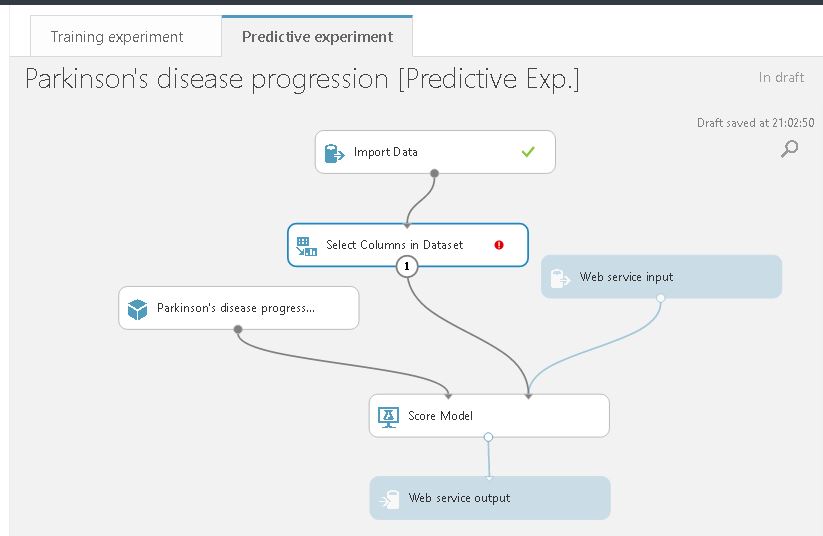 Training experiment
Predictive experiment
Parkinson's disease progression [Predictive Exp.]
In draft
Draft saved at 21:02:50
Import Data
Select Columns in Dataset
1
Web service input
Parkinson's disease progress...
Score Model
Web service output